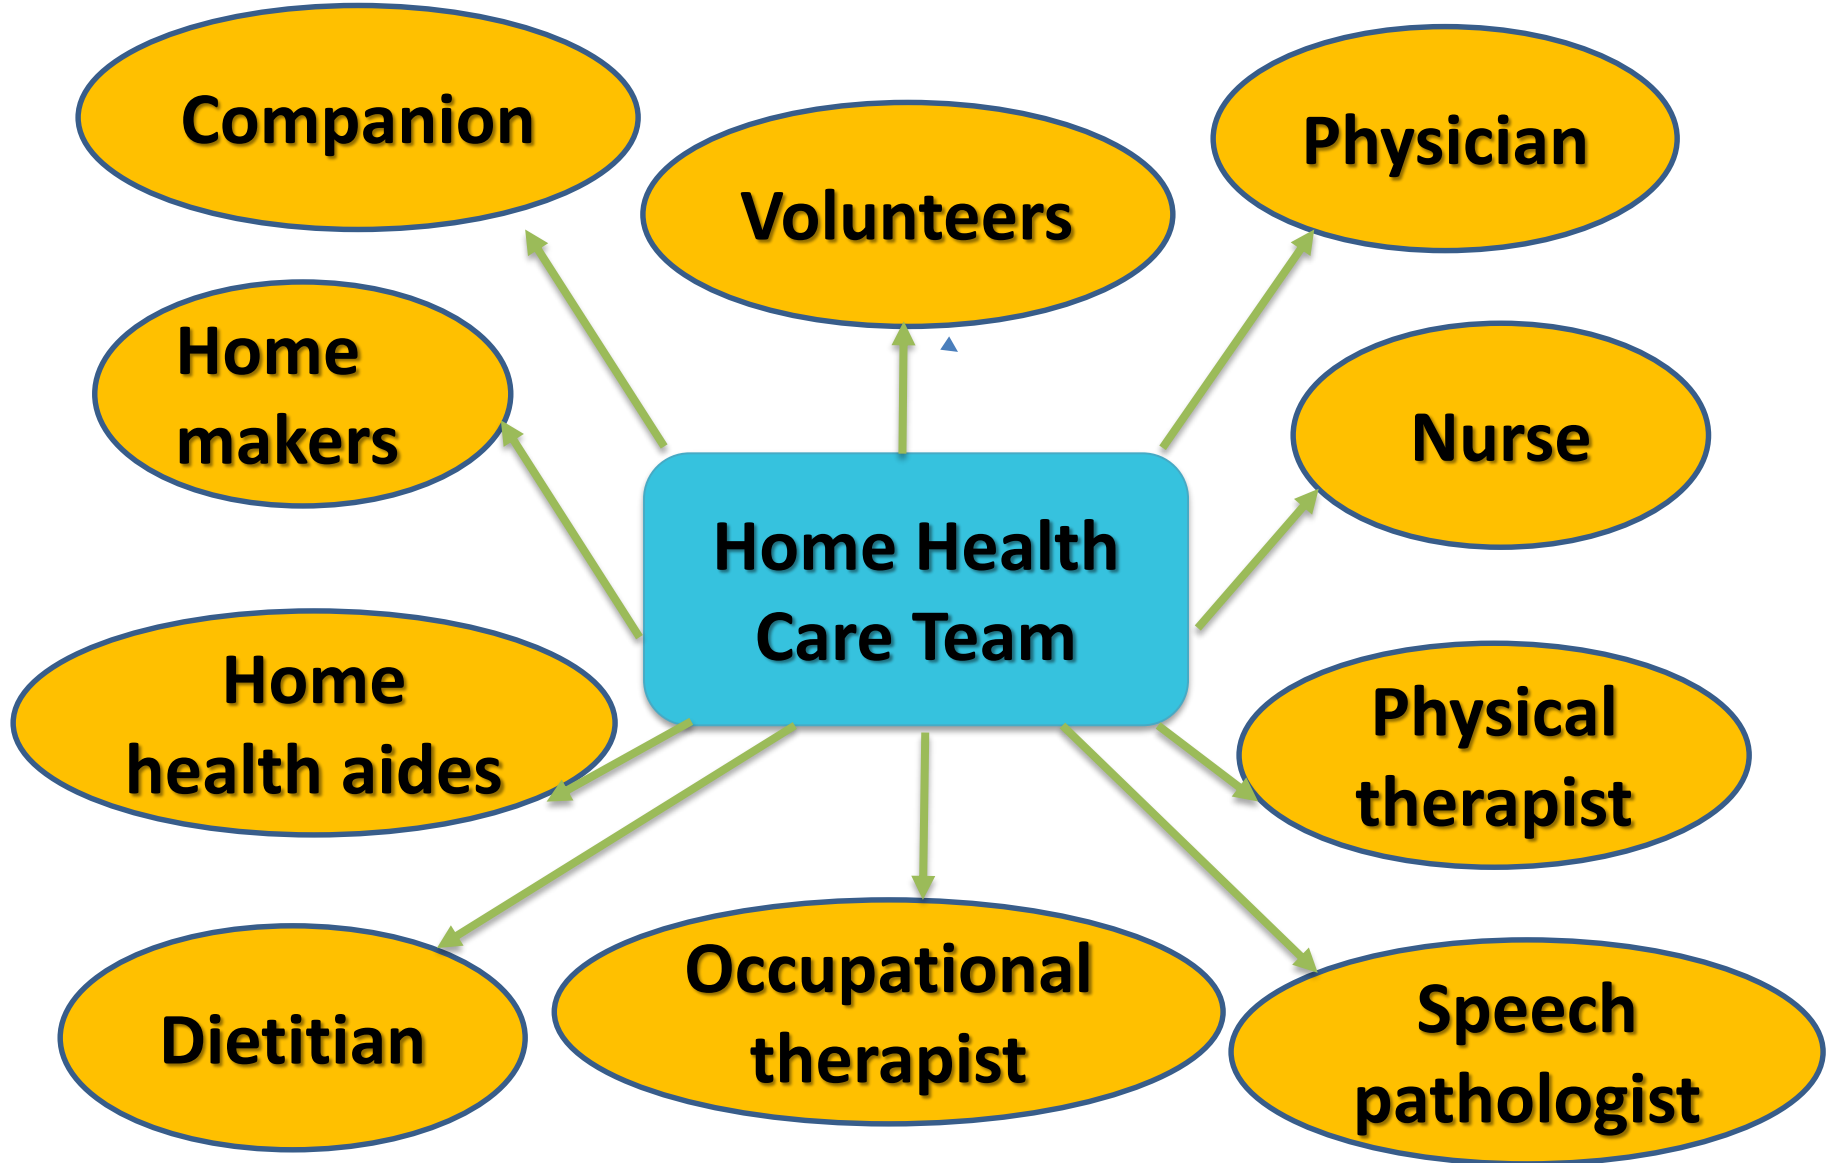 Companion
Volunteers
Physician
Home
makers
Nurse
Home Health
Care Team
Home
health aides
Physical
therapist
Dietitian
Occupational
therapist
Speech
pathologist